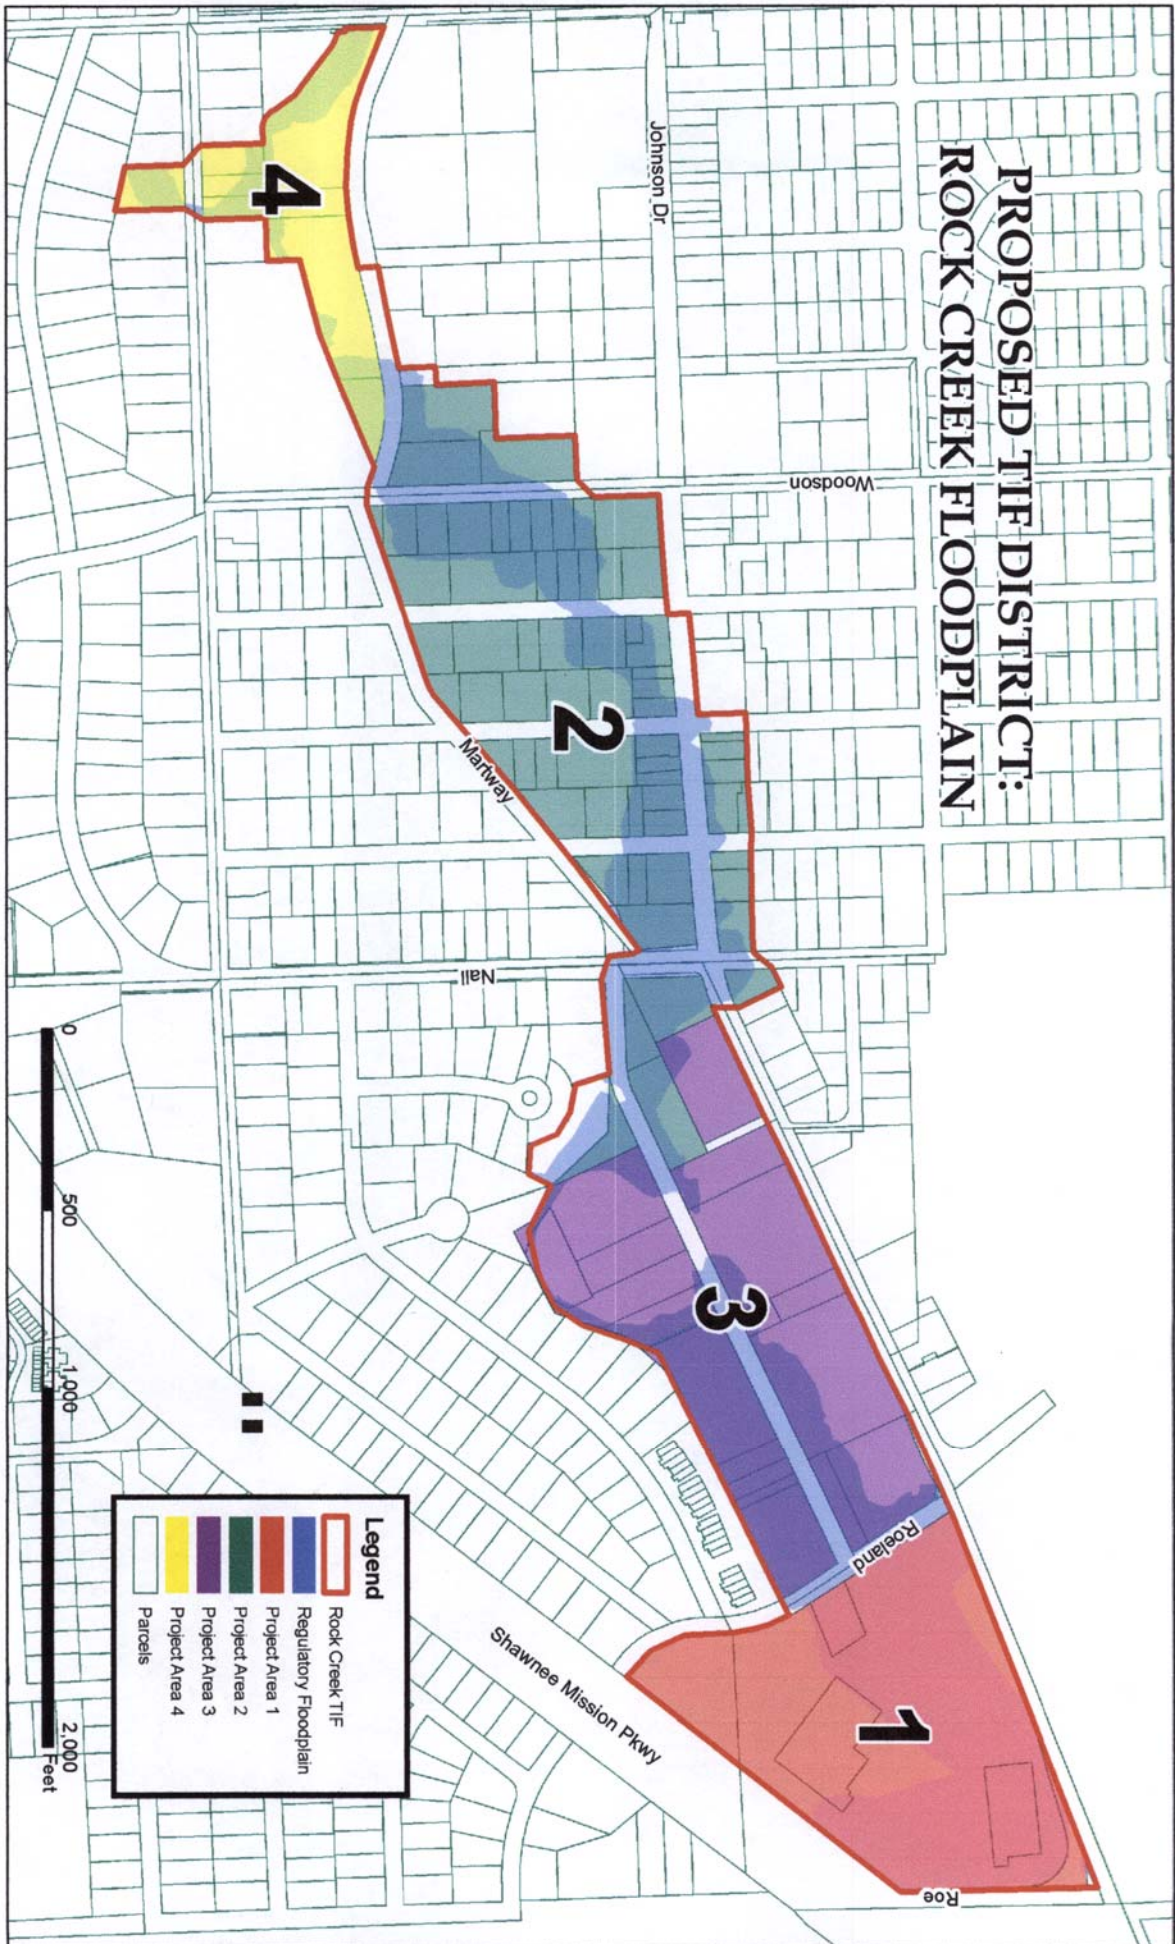 PROPOSED TIF DISTRICT:
ROCK CREEK FLOODPLAIN
Johnson Dr
Woodson
Martway
Nall
Roeland
Roe
Shawnee Mission Pkwy
4
2
3
1
Legend
Rock Creek TIF
Regulatory Floodplain
Project Area 1
Project Area 2
Project Area 3
Project Area 4
Parcels
0 500 1,000 2,000
Feet